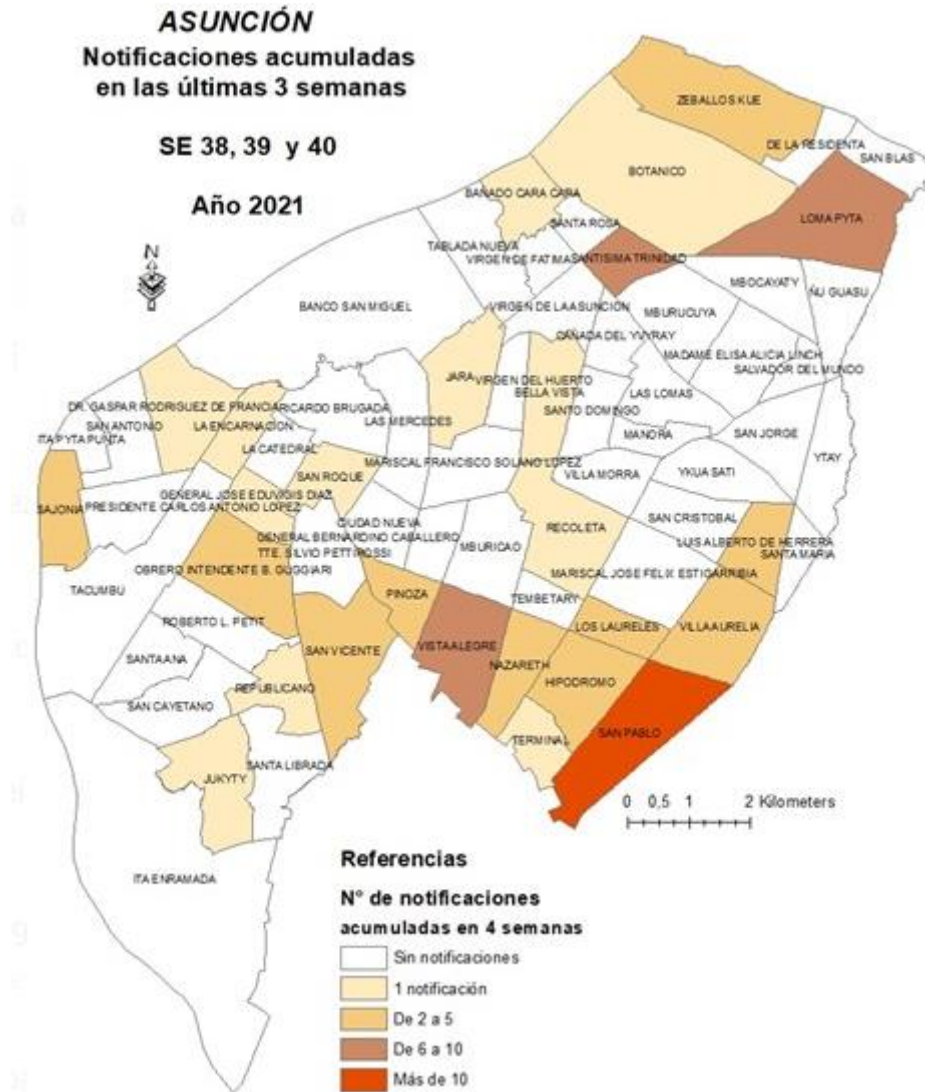 ASUNCIÓN
Notificaciones acumuladas
en las últimas 3 semanas
SE 38, 39 y 40
Año 2021
N
ZEBALLOS KUE
DE LA RESIDENTA
SAN BLAS
BOTANICO
BAÑADO CARA CARA
LOMA PYTA
SANTA ROSA
TABLADA NUEVA
VIRGEN DE FATIMA
SANTISIMA TRINIDAD
MBOCAYATY
ÑU GUASU
BANCO SAN MIGUEL
VIRGEN DE LA ASUNCION
MBURUCUYA
CAÑADA DEL YVYRAY
MADAME ELISA ALICIA LINCH
SALVADOR DEL MUNDO
JARA
VIRGEN DEL HUERTO
BELLA VISTA
LAS LOMAS
DR. GASPAR RODRIGUEZ DE FRANCIA
RICARDO BRUGADA
SANTO DOMINGO
SAN ANTONIO
LA ENCARNACION
LAS MERCEDES
MANORA
SAN JORGE
ITA PYTA PUNTA
LA CATEDRAL
MARISCAL FRANCISCO SOLANO LOPEZ
YTAY
SAN ROQUE
VILLA MORRA
YKUA SATI
GENERAL JOSE EDUVIGIS DIAZ
SAJONIA
PRESIDENTE CARLOS ANTONIO LOPEZ
SAN CRISTOBAL
CIUDAD NUEVA
RECOLETA
GENERAL BERNARDINO CABALLERO
LUIS ALBERTO DE HERRERA
TTE. SILVIO PETTIROSSI
MBURICAO
SANTA MARIA
OBRERO INTENDENTE B. GUGGIARI
MARISCAL JOSE FELIX ESTIGARRIBIA
TACUMBU
PINOZA
TEMBETARY
ROBERTO L. PETIT
LOS LAURELES
VILLA AURELIA
VISTA ALEGRE
SAN VICENTE
SANTA ANA
NAZARETH
REPUBLICANO
HIPODROMO
SAN CAYETANO
SAN PABLO
TERMINAL
SANTA LIBRADA
JUKYTY
ITA ENRAMADA
0 0,5 1 2 Kilometers
Referencias
N° de notificaciones
acumuladas en 4 semanas
Sin notificaciones
1 notificación
De 2 a 5
De 6 a 10
Más de 10